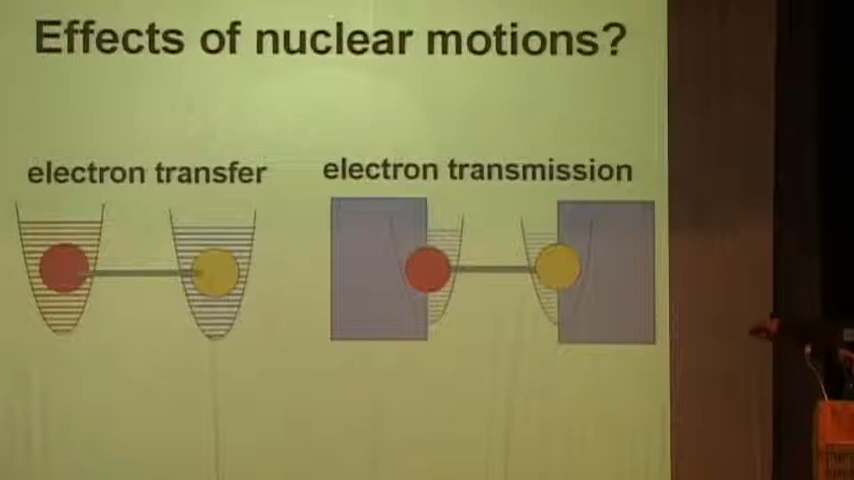 Effects of nuclear motions?
electron transfer
electron transmission